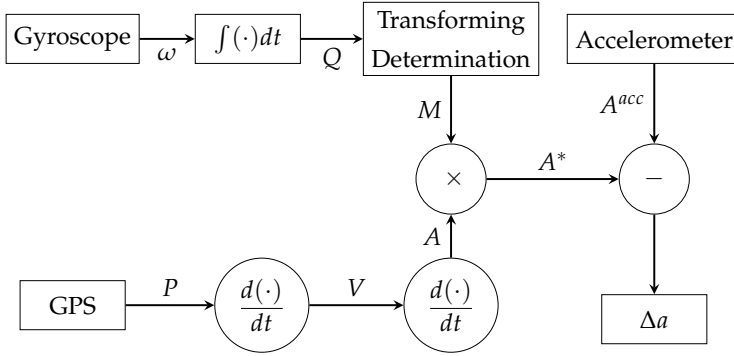 Gyroscope
ω
∫(·)dt
Q
Transforming
Determination
Accelerometer
M
A^{acc}
×
A*
−
A
GPS
P
d(·)
dt
V
d(·)
dt
Δa